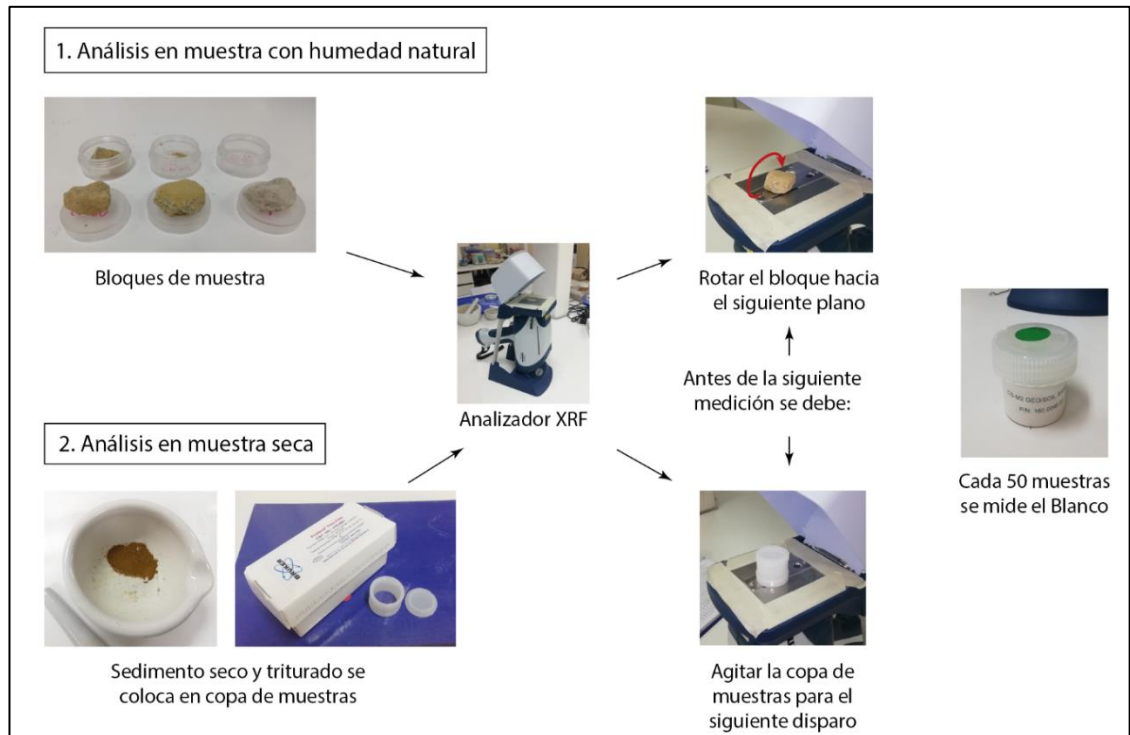 1. Análisis en muestra con humedad natural
Bloques de muestra
Analizador XRF
Rotar el bloque hacia
el siguiente plano
Antes de la siguiente
medición se debe:
Cada 50 muestras
se mide el Blanco
2. Análisis en muestra seca
BRUKER
Sedimento seco y triturado se
coloca en copa de muestras
Agitar la copa de
muestras para el
siguiente disparo